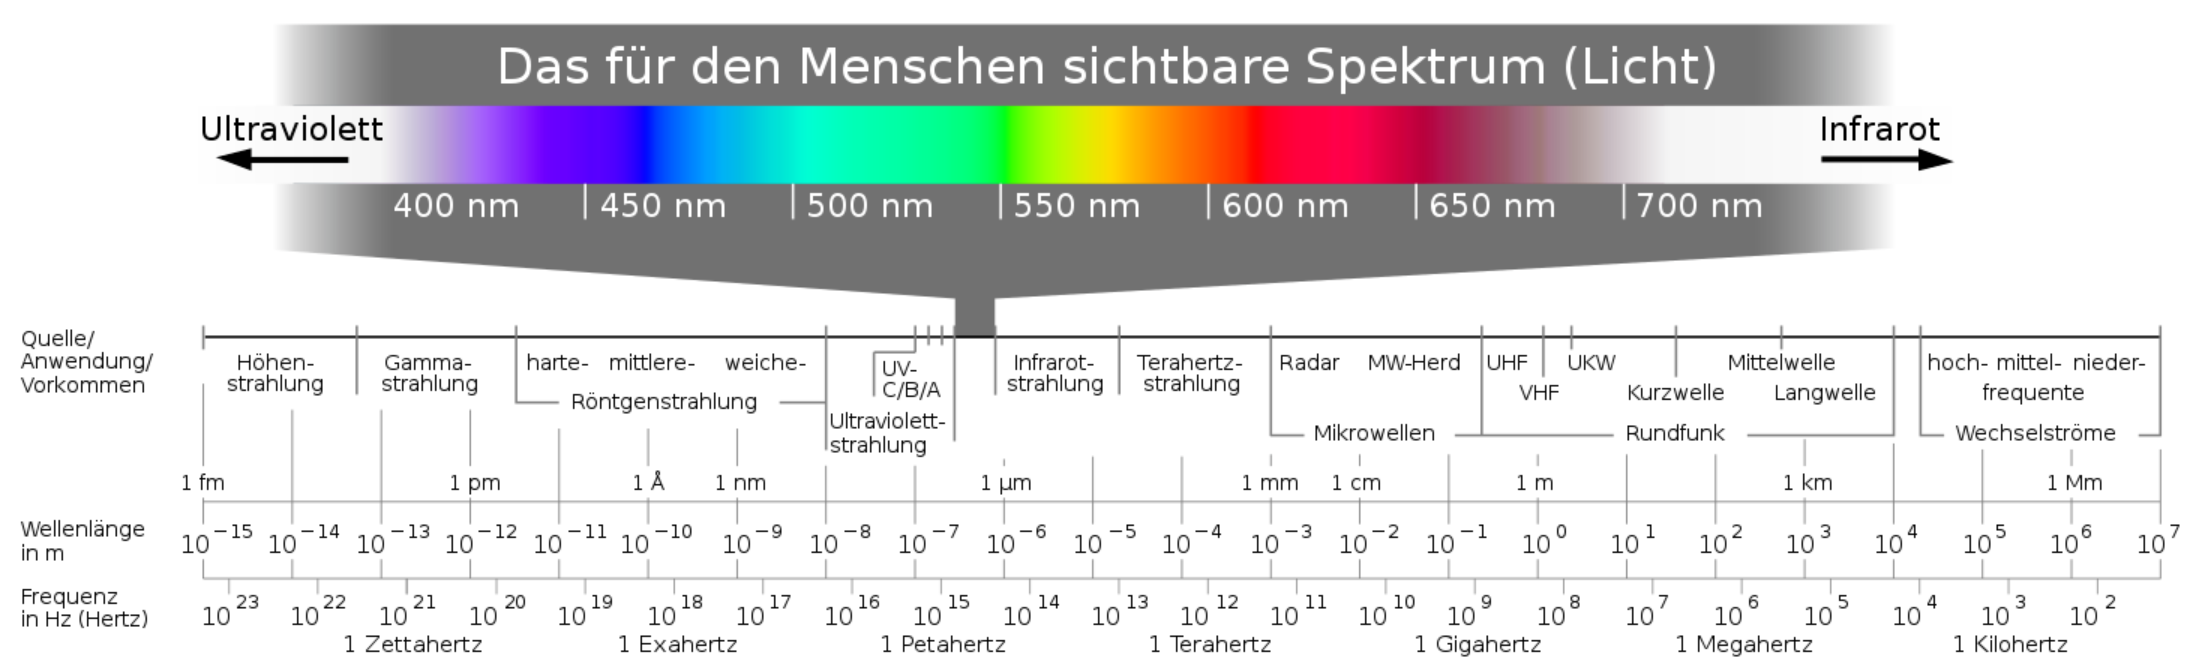 Das für den Menschen sichtbare Spektrum (Licht)
Ultraviolett
Infrarot
400 nm 450 nm 500 nm 550 nm 600 nm 650 nm 700 nm
Quelle/
Anwendung/
Vorkommen
Höhen-
strahlung
Gamma-
strahlung
harte- mittlere- weiche-
Röntgenstrahlung
UV-
C/B/A
Ultraviolett-
strahlung
Infrarot-
strahlung
Terahertz-
strahlung
Radar MW-Herd
Mikrowellen
UHF UKW Mittelwelle
VHF Kurzwelle Langwelle
Rundfunk
hoch- mittel- nieder-
frequente
Wechselströme
1 fm 1 pm 1 Å 1 nm 1 µm 1 mm 1 cm 1 m 1 km 1 Mm
Wellenlänge
in m
10⁻¹⁵ 10⁻¹⁴ 10⁻¹³ 10⁻¹² 10⁻¹¹ 10⁻¹⁰ 10⁻⁹ 10⁻⁸ 10⁻⁷ 10⁻⁶ 10⁻⁵ 10⁻⁴ 10⁻³ 10⁻² 10⁻¹ 10⁰ 10¹ 10² 10³ 10⁴ 10⁵ 10⁶ 10⁷
Frequenz
in Hz (Hertz)
10²³ 10²² 10²¹ 10²⁰ 10¹⁹ 10¹⁸ 10¹⁷ 10¹⁶ 10¹⁵ 10¹⁴ 10¹³ 10¹² 10¹¹ 10¹⁰ 10⁹ 10⁸ 10⁷ 10⁶ 10⁵ 10⁴ 10³ 10²
1 Zettahertz 1 Exahertz 1 Petahertz 1 Terahertz 1 Gigahertz 1 Megahertz 1 Kilohertz